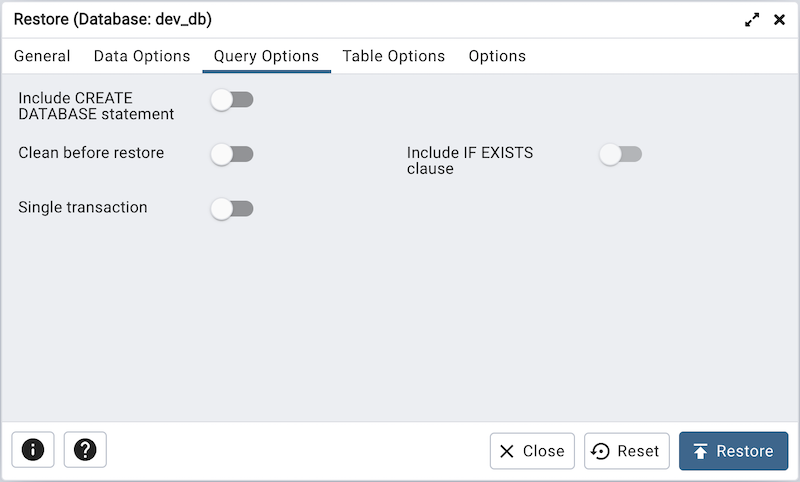 Restore (Database: dev_db)
General Data Options Query Options Table Options Options
Include CREATE
DATABASE statement
Clean before restore
Include IF EXISTS
clause
Single transaction
Close Reset Restore